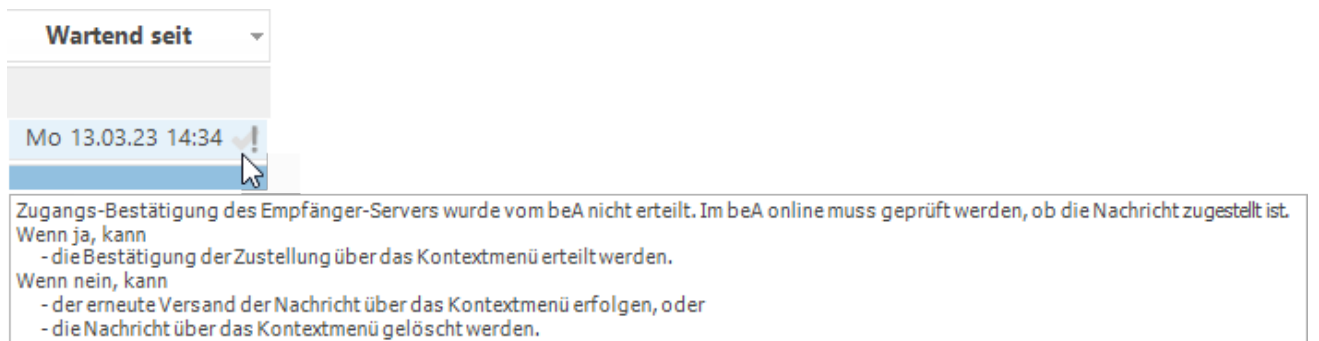 Wartend seit
Mo 13.03.23 14:34
Zugangs-Bestätigung des Empfänger-Servers wurde vom beA nicht erteilt. Im beA online muss geprüft werden, ob die Nachricht zugestellt ist.
Wenn ja, kann
- die Bestätigung der Zustellung über das Kontextmenü erteilt werden.
Wenn nein, kann
- der erneute Versand der Nachricht über das Kontextmenü erfolgen, oder
- die Nachricht über das Kontextmenü gelöscht werden.